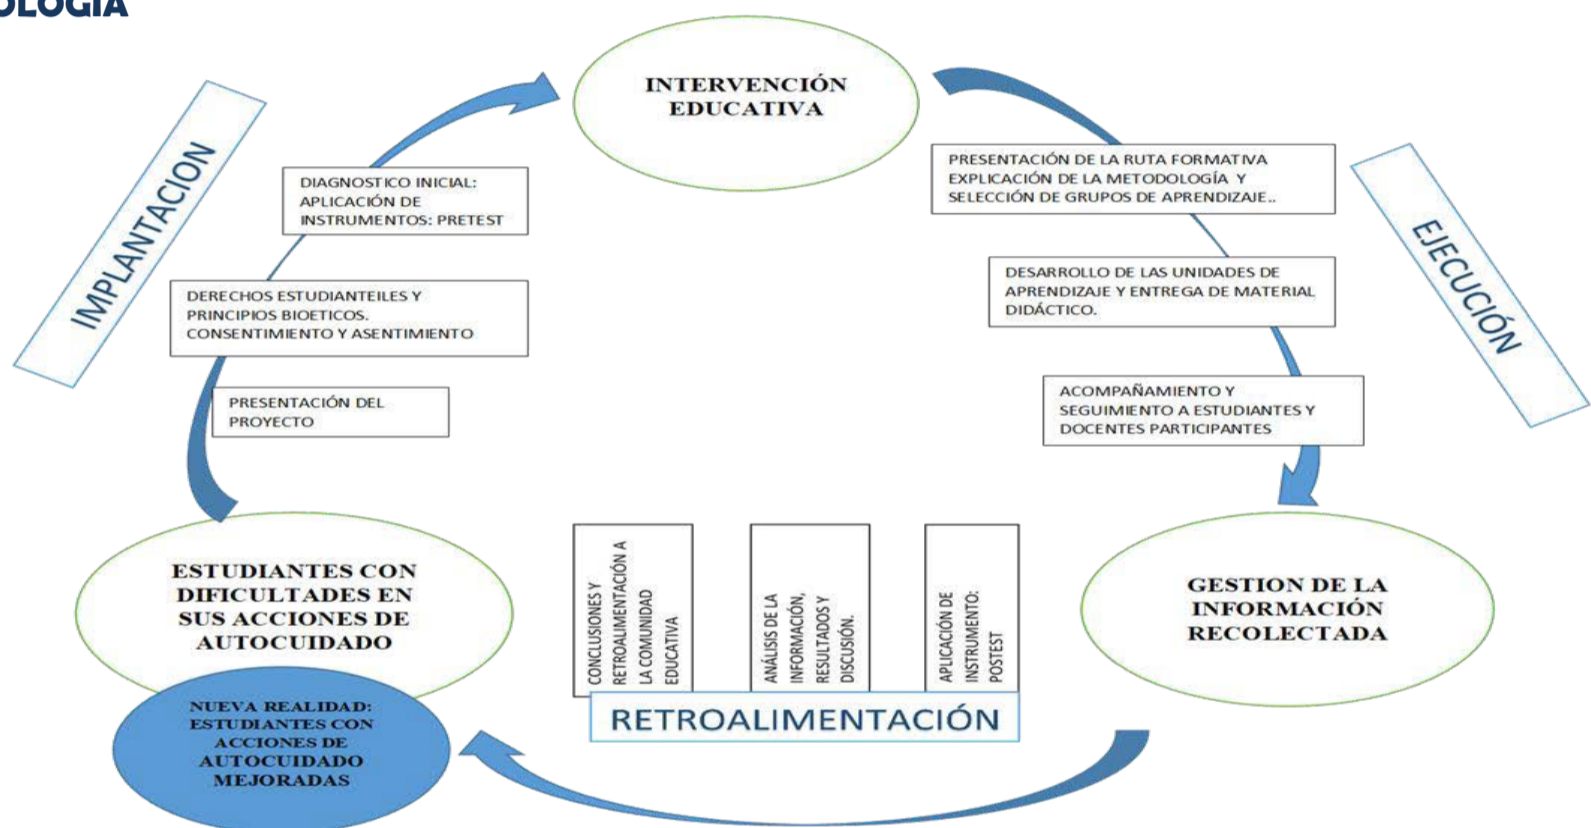 INTERVENCIÓN
EDUCATIVA
IMPLANTACION
DIAGNOSTICO INICIAL:
APLICACIÓN DE
INSTRUMENTOS: PRETEST
DERECHOS ESTUDIANTEILES Y
PRINCIPIOS BIOETICOS.
CONSENTIMIENTO Y ASENTIMIENTO
PRESENTACIÓN DEL
PROYECTO
PRESENTACIÓN DE LA RUTA FORMATIVA
EXPLICACIÓN DE LA METODOLOGÍA Y
SELECCIÓN DE GRUPOS DE APRENDIZAJE..
DESARROLLO DE LAS UNIDADES DE
APRENDIZAJE Y ENTREGA DE MATERIAL
DIDÁCTICO.
ACOMPAÑAMIENTO Y
SEGUIMIENTO A ESTUDIANTES Y
DOCENTES PARTICIPANTES
EJECUCIÓN
ESTUDIANTES CON
DIFICULTADES EN
SUS ACCIONES DE
AUTOCUIDADO
NUEVA REALIDAD:
ESTUDIANTES CON
ACCIONES DE
AUTOCUIDADO
MEJORADAS
CONCLUSIONES Y
RETROALIMENTACIÓN A
LA COMUNIDAD
EDUCATIVA
ANÁLISIS DE LA
INFORMACIÓN,
RESULTADOS Y
DISCUSIÓN.
APLICACIÓN DE
INSTRUMENTO:
POSTEST
RETROALIMENTACIÓN
GESTION DE LA
INFORMACIÓN
RECOLECTADA